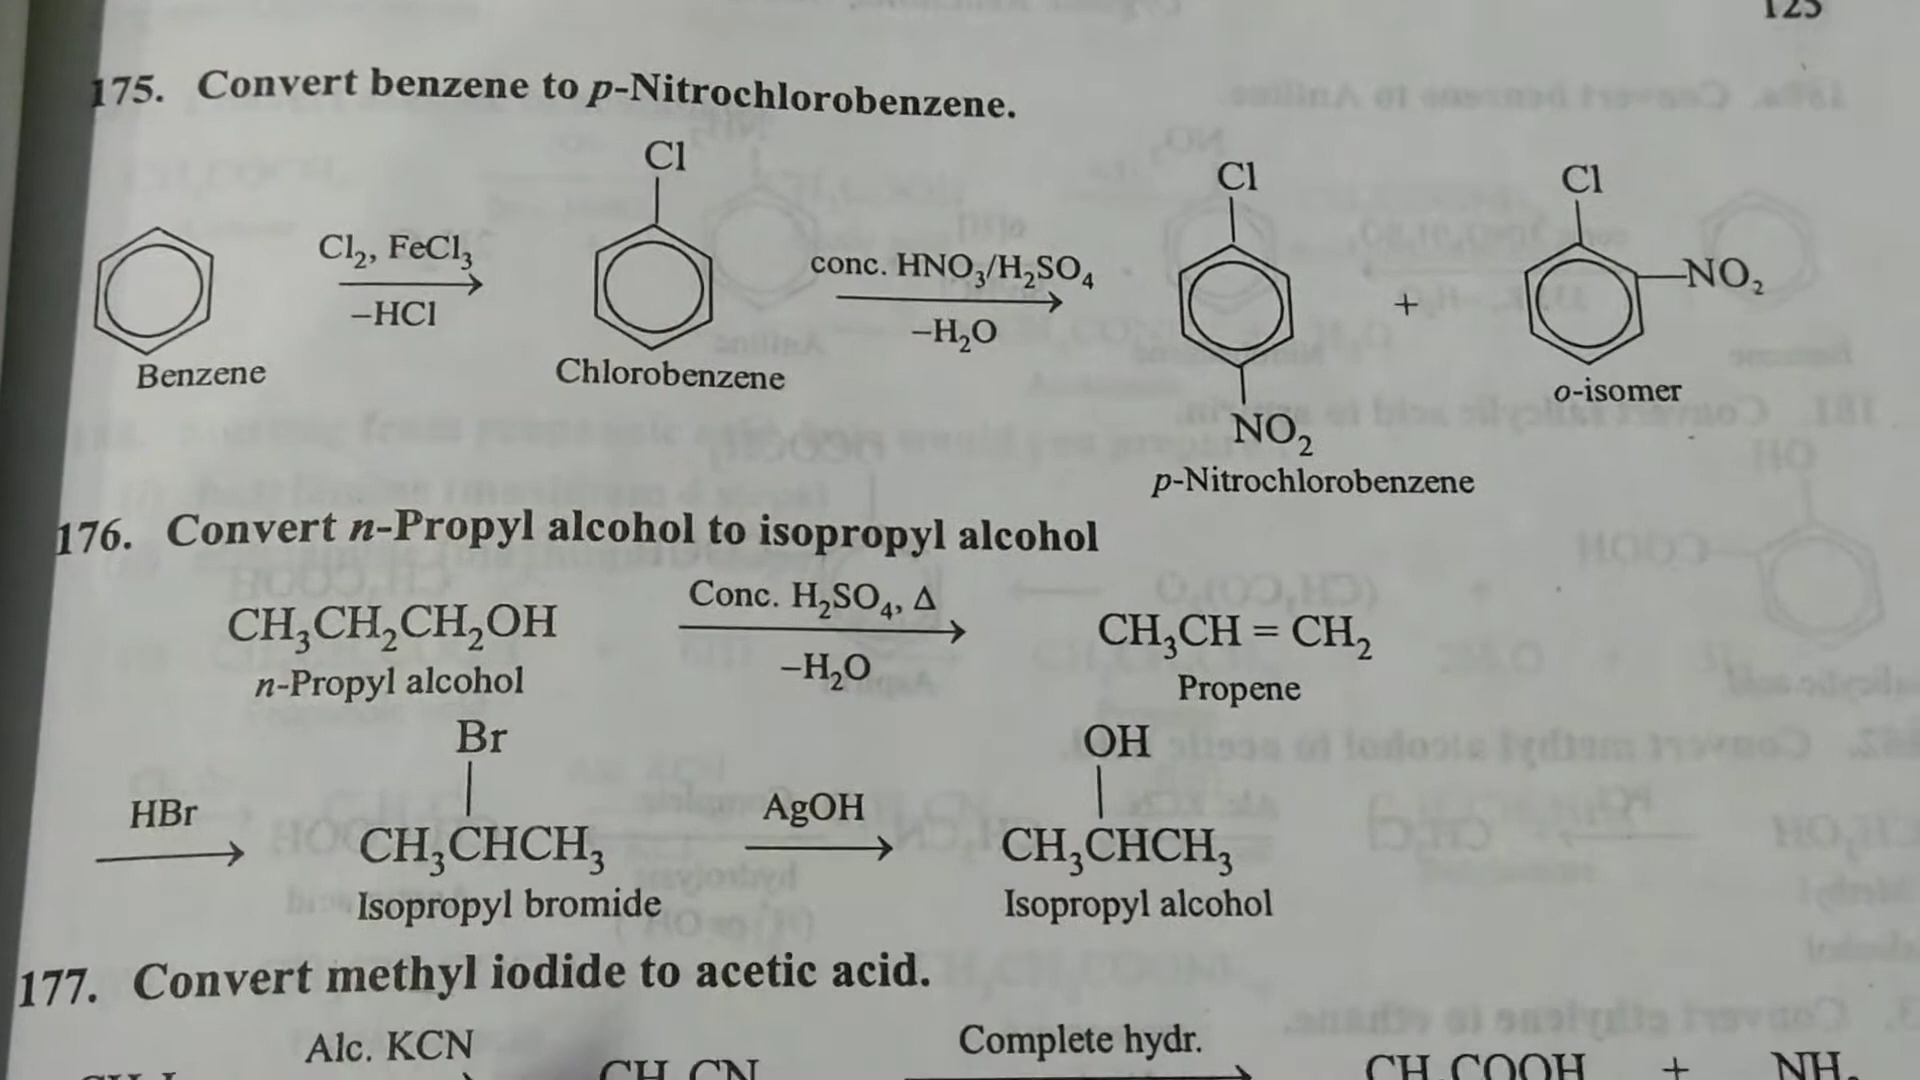 125
175. Convert benzene to p-Nitrochlorobenzene.
Cl
Cl
Cl
Cl₂, FeCl₃
conc. HNO₃/H₂SO₄
–NO₂
–HCl
+
–H₂O
Benzene
Chlorobenzene
o-isomer
NO₂
p-Nitrochlorobenzene
176. Convert n-Propyl alcohol to isopropyl alcohol
Conc. H₂SO₄, Δ
CH₃CH₂CH₂OH
CH₃CH = CH₂
–H₂O
n-Propyl alcohol
Propene
Br
OH
HBr
AgOH
CH₃CHCH₃
CH₃CHCH₃
Isopropyl bromide
Isopropyl alcohol
177. Convert methyl iodide to acetic acid.
Alc. KCN
Complete hydr.
CH₃CN
CH₃COOH + NH₃